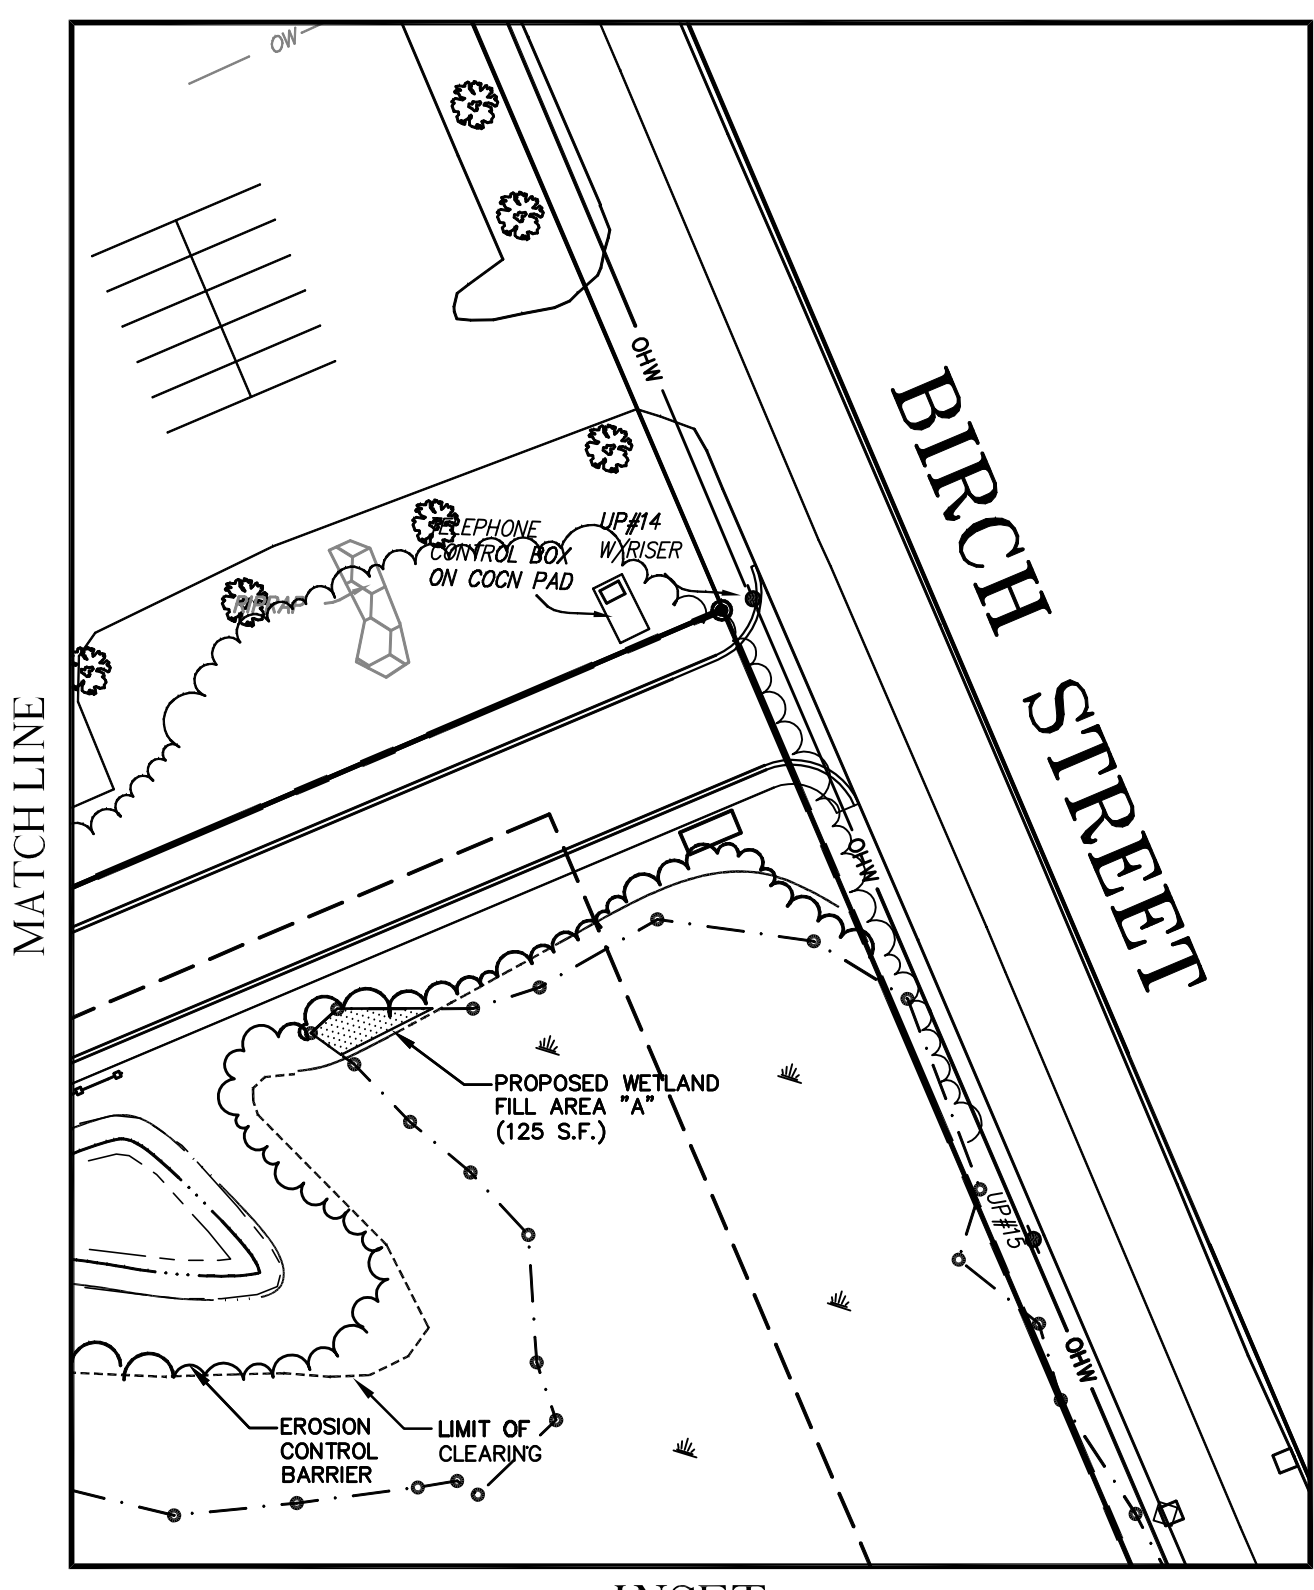 OW
OHW
BIRCH STREET
TELEPHONE
CONTROL BOX
ON COCN PAD
UP#14
W/RISER
RIPRAP
MATCH LINE
OHW
PROPOSED WETLAND
FILL AREA "A"
(125 S.F.)
UP#15
OHW
EROSION
CONTROL
BARRIER
LIMIT OF
CLEARING
INSET